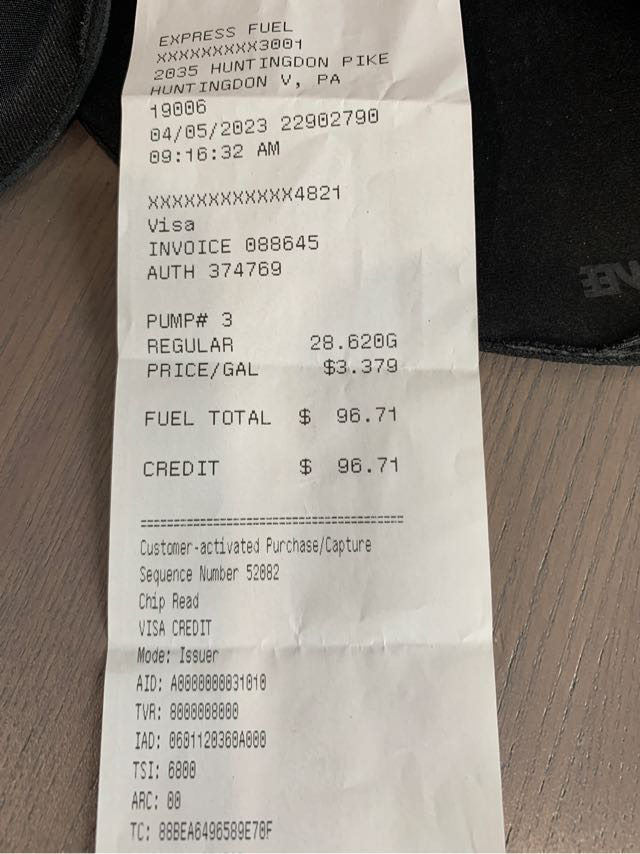 EXPRESS FUEL
XXXXXXXXX3001
2035 HUNTINGDON PIKE
HUNTINGDON V, PA
19006
04/05/2023 22902790
09:16:32 AM
XXXXXXXXXXXX4821
Visa
INVOICE 088645
AUTH 374769
PUMP# 3
REGULAR 28.620G
PRICE/GAL $3.379
FUEL TOTAL $ 96.71
CREDIT $ 96.71
========================================
Customer-activated Purchase/Capture
Sequence Number 52082
Chip Read
VISA CREDIT
Mode: Issuer
AID: A0000000031010
TVR: 8000008000
IAD: 0601120360A000
TSI: 6800
ARC: 00
TC: 88BEA6496589E70F